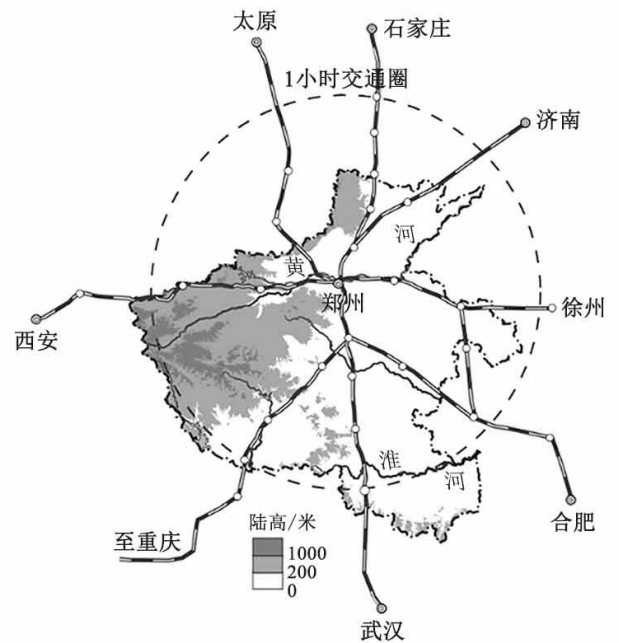 太原
石家庄
1小时交通圈
济南
河
黄
郑州
徐州
西安
淮
河
至重庆
陆高/米
1000
200
0
合肥
武汉